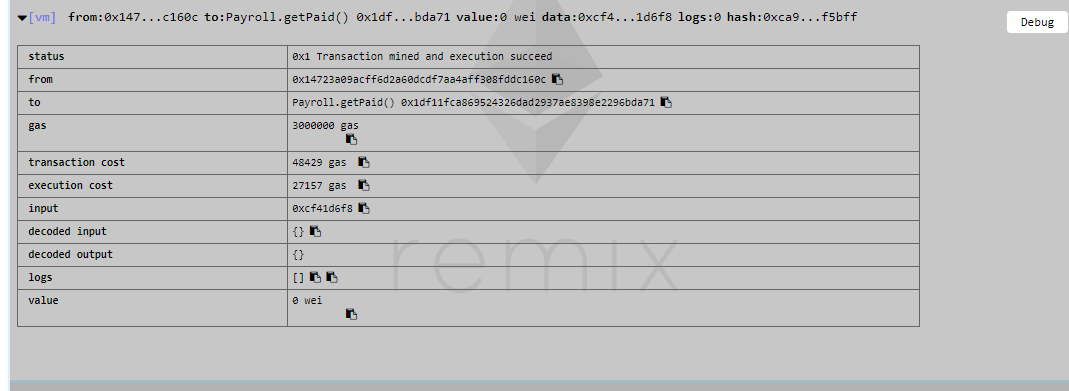 [vm] from:0x147...c160c to:Payroll.getPaid() 0x1df...bda71 value:0 wei data:0xcf4...1d6f8 logs:0 hash:0xca9...f5bff
Debug
status 0x1 Transaction mined and execution succeed
from 0x14723a09acff6d2a60dcdf7aa4aff308fddc160c
to Payroll.getPaid() 0x1df11fca869524326dad2937ae8398e2296bda71
gas 3000000 gas
transaction cost 48429 gas
execution cost 27157 gas
input 0xcf41d6f8
decoded input {}
decoded output {}
logs []
value 0 wei
remix